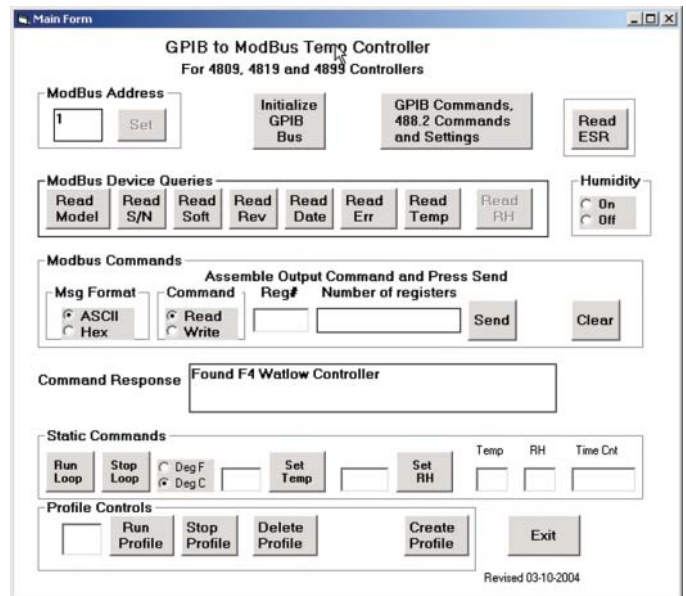 Main Form
GPIB to ModBus Temp Controller
For 4809, 4819 and 4899 Controllers
ModBus Address
1
Set
Initialize
GPIB
Bus
GPIB Commands,
488.2 Commands
and Settings
Read
ESR
ModBus Device Queries
Read
Model
Read
S/N
Read
Soft
Read
Rev
Read
Date
Read
Err
Read
Temp
Read
RH
Humidity
On
Off
Modbus Commands
Assemble Output Command and Press Send
Msg Format
ASCII
Hex
Command
Read
Write
Reg#
Number of registers
Send
Clear
Command Response
Found F4 Watlow Controller
Static Commands
Run
Loop
Stop
Loop
Deg F
Deg C
Set
Temp
Set
RH
Temp
RH
Time Cnt
Profile Controls
Run
Profile
Stop
Profile
Delete
Profile
Create
Profile
Exit
Revised 03-10-2004